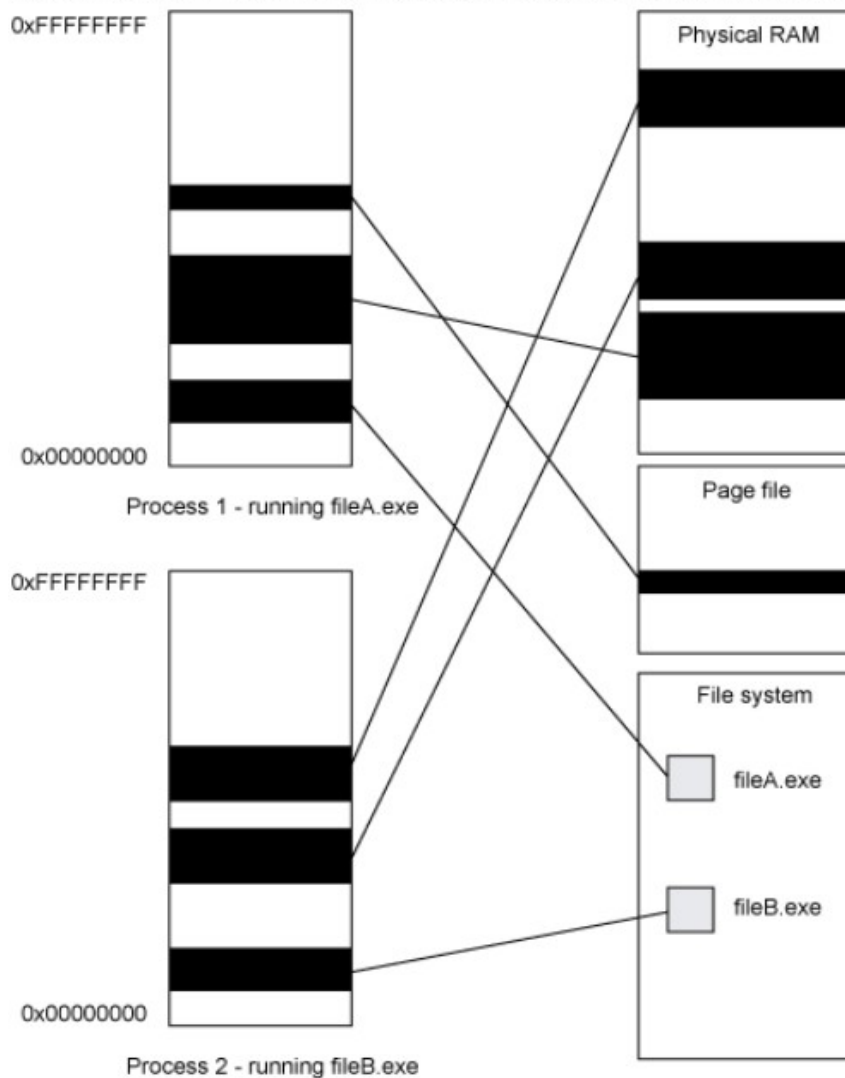 0xFFFFFFFF
Physical RAM
0x00000000
Process 1 - running fileA.exe
Page file
0xFFFFFFFF
File system
fileA.exe
fileB.exe
0x00000000
Process 2 - running fileB.exe